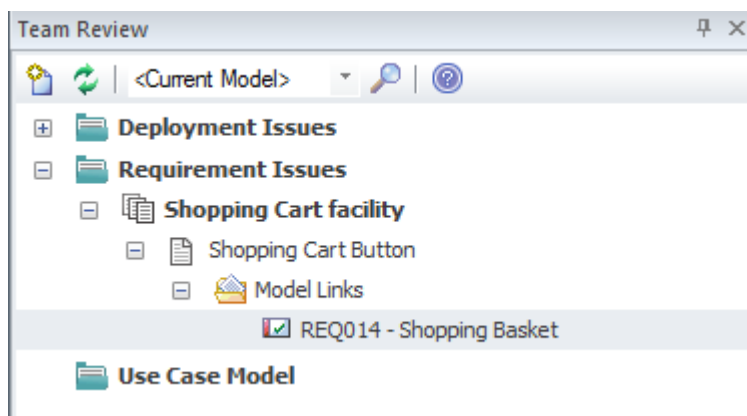 Team Review
<Current Model>
Deployment Issues
Requirement Issues
Shopping Cart facility
Shopping Cart Button
Model Links
REQ014 - Shopping Basket
Use Case Model